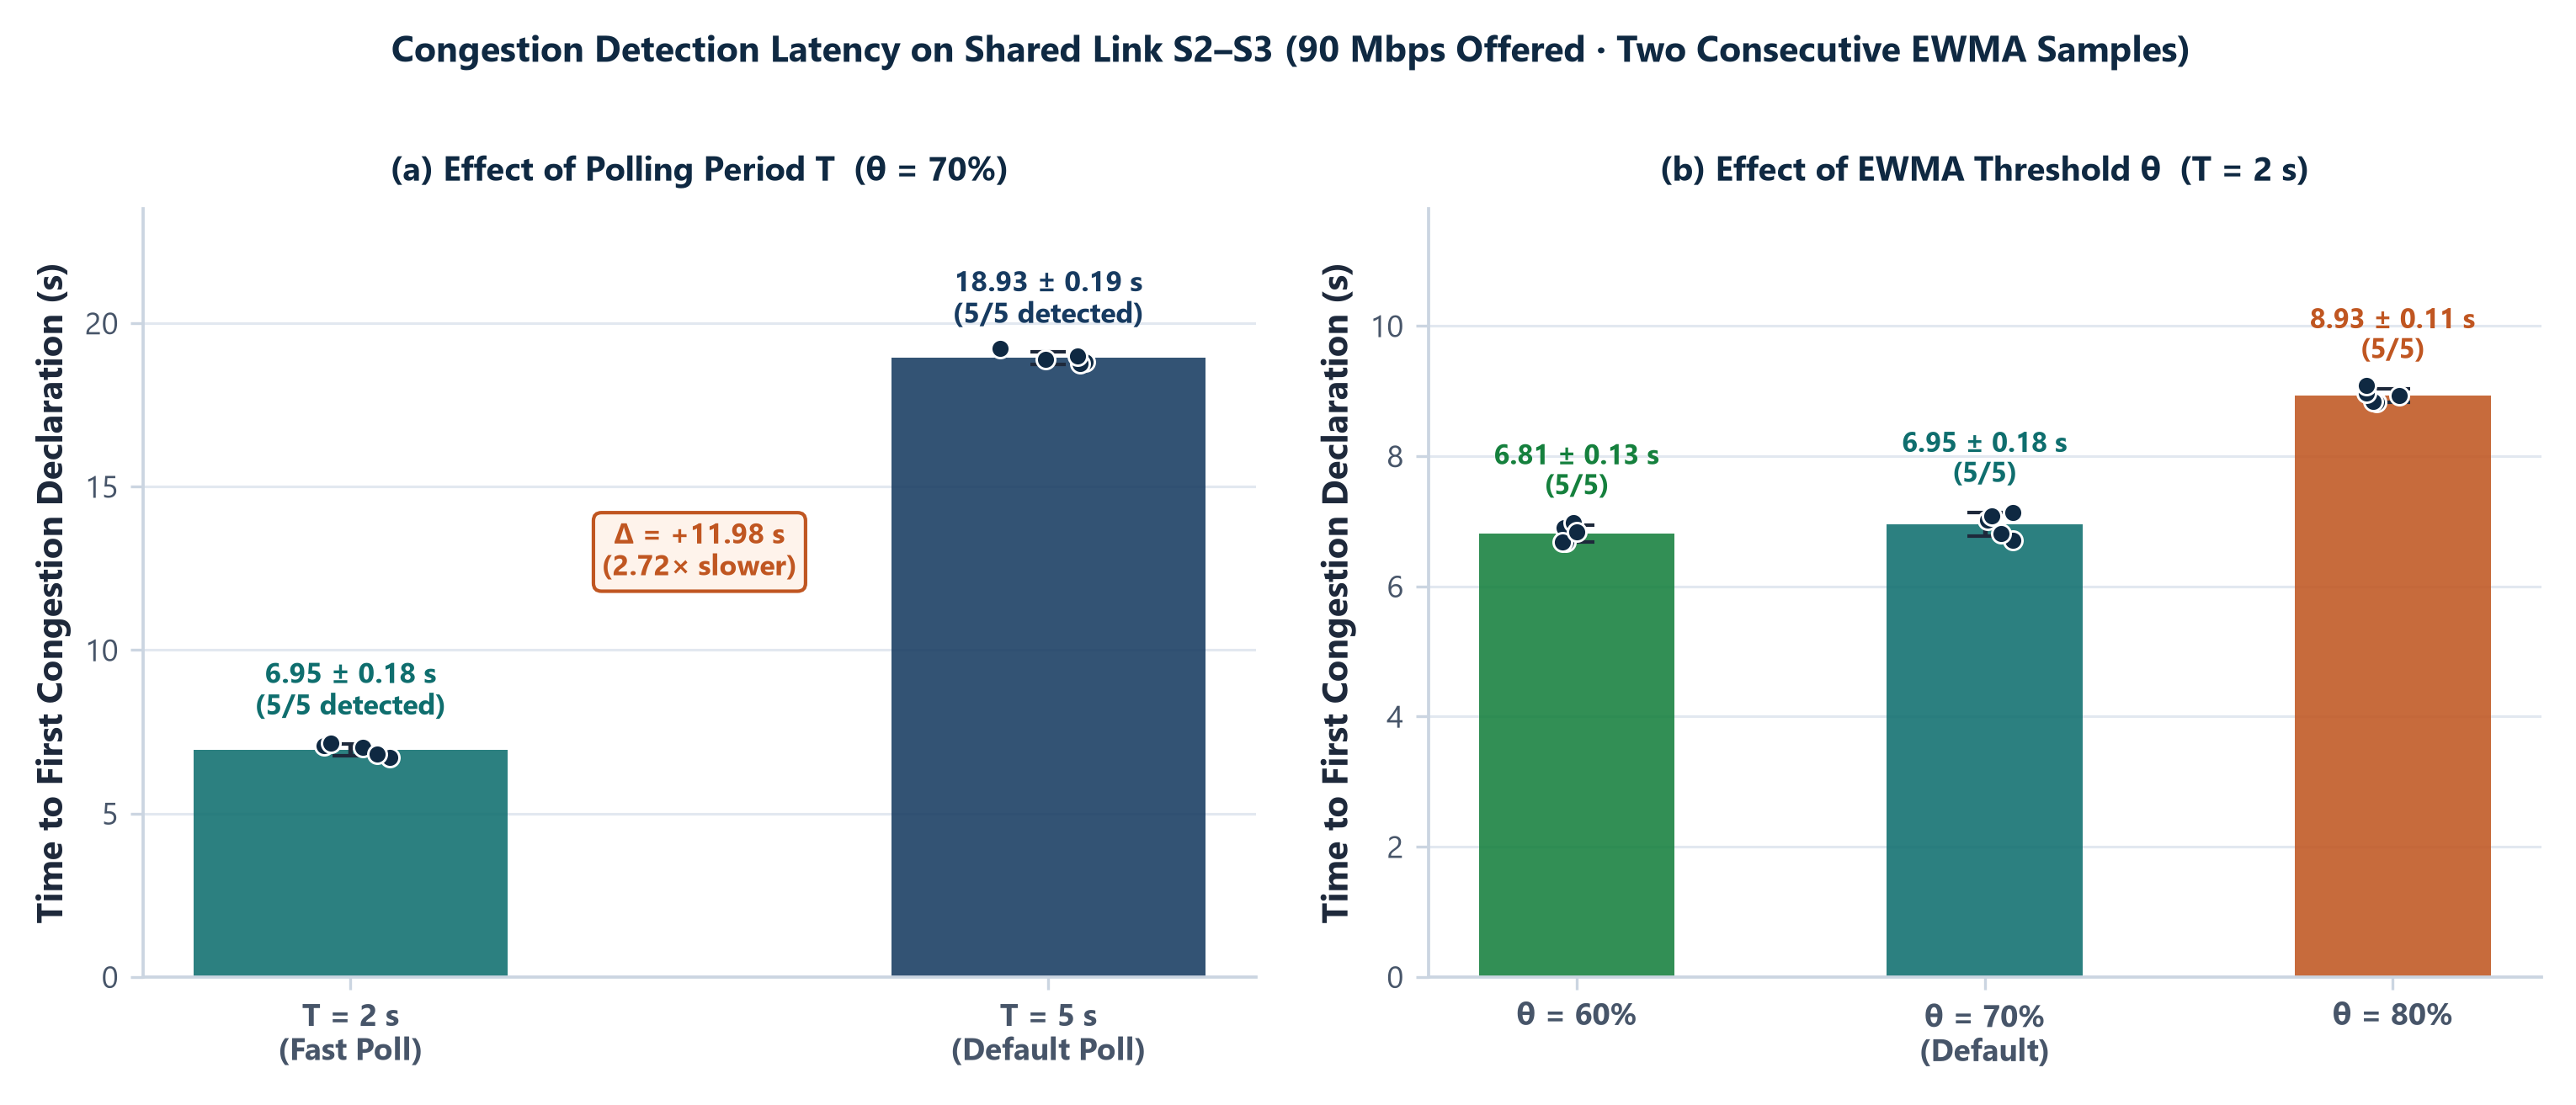 Congestion Detection Latency on Shared Link S2–S3 (90 Mbps Offered · Two Consecutive EWMA Samples)
(a) Effect of Polling Period T (θ = 70%)
Time to First Congestion Declaration (s)
20
15
10
5
0
18.93 ± 0.19 s
(5/5 detected)
Δ = +11.98 s
(2.72× slower)
6.95 ± 0.18 s
(5/5 detected)
T = 2 s
(Fast Poll)
T = 5 s
(Default Poll)
(b) Effect of EWMA Threshold θ (T = 2 s)
Time to First Congestion Declaration (s)
10
8
6
4
2
0
6.81 ± 0.13 s
(5/5)
6.95 ± 0.18 s
(5/5)
8.93 ± 0.11 s
(5/5)
θ = 60%
θ = 70%
(Default)
θ = 80%